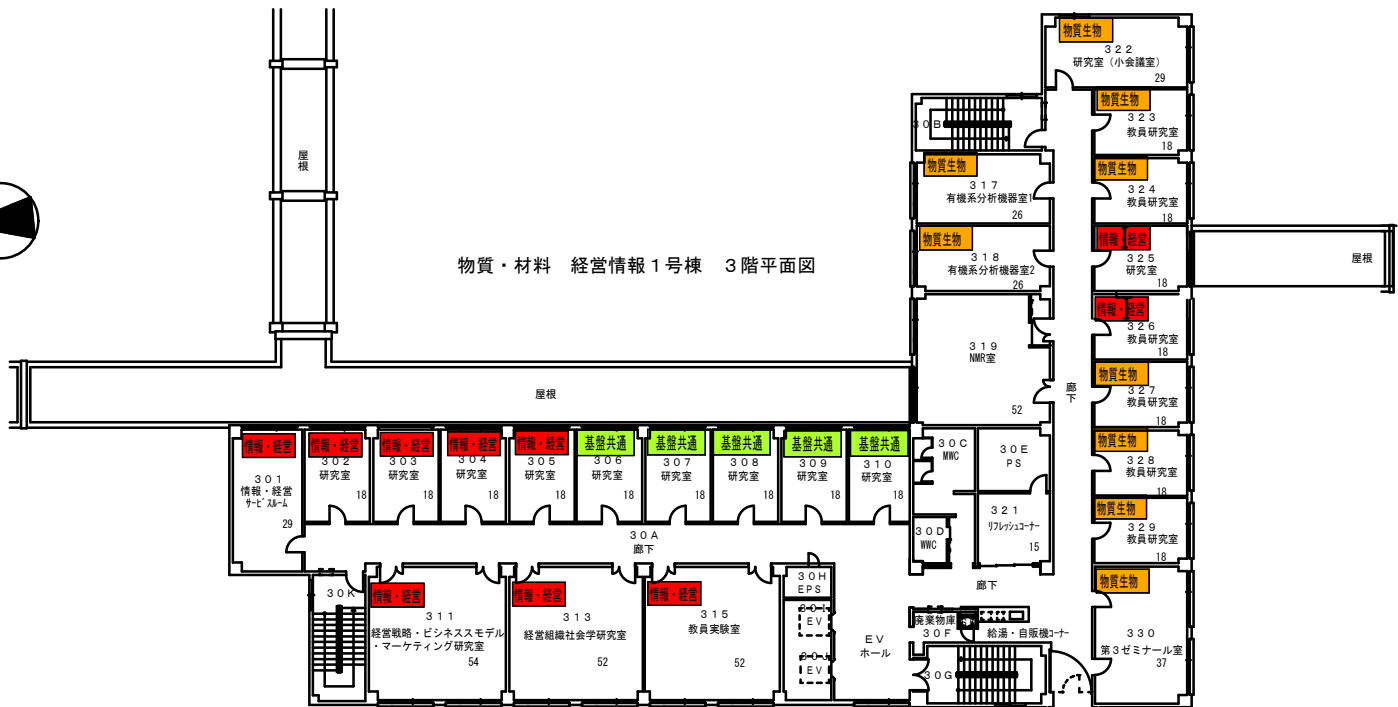 物質・材料　経営情報１号棟　３階平面図
屋根
屋根
屋根
物質生物
３２２
研究室（小会議室）
29
物質生物
３２３
教員研究室
18
物質生物
３２４
教員研究室
18
情報・経営
３２５
研究室
18
情報・経営
３２６
教員研究室
18
物質生物
３２７
教員研究室
18
物質生物
３２８
教員研究室
18
物質生物
３２９
教員研究室
18
物質生物
３３０
第３ゼミナール室
37
３０Ｂ
物質生物
３１７
有機系分析機器室1
26
物質生物
３１８
有機系分析機器室2
26
３１９
NMR室
52
廊下
３０Ｃ
MWC
３０Ｅ
ＰＳ
３０Ｄ
WWC
３２１
リフレッシュコーナー
15
廊下
情報・経営
３０１
情報・経営
サービスルーム
29
情報・経営
３０２
研究室
18
情報・経営
３０３
研究室
18
情報・経営
３０４
研究室
18
情報・経営
３０５
研究室
18
基盤共通
３０６
研究室
18
基盤共通
３０７
研究室
18
基盤共通
３０８
研究室
18
基盤共通
３０９
研究室
18
基盤共通
３１０
研究室
18
３０Ａ
廊下
３０Ｋ
情報・経営
３１１
経営戦略・ビシネススモデル
・マーケティング研究室
54
情報・経営
３１３
経営組織社会学研究室
52
情報・経営
３１５
教員実験室
52
３０Ｈ
ＥＰＳ
３０Ｉ
ＥＶ
３０Ｊ
ＥＶ
ＥＶ
ホール
廃棄物庫
３０Ｆ
給湯・自販機コーナー
３０Ｇ